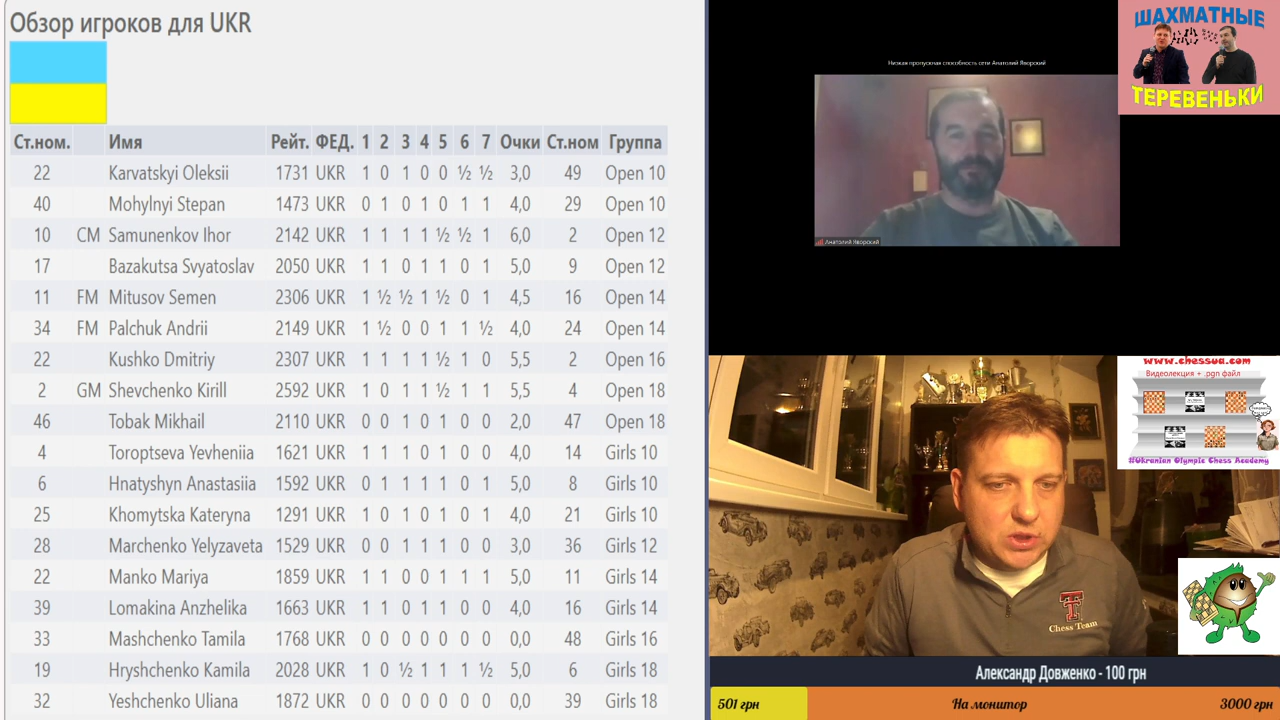 Обзор игроков для UKR
Ст.ном. Имя Рейт. ФЕД. 1 2 3 4 5 6 7 Очки Ст.ном Группа
22 Karvatskyi Oleksii 1731 UKR 1 0 1 0 0 ½ ½ 3,0 49 Open 10
40 Mohylnyi Stepan 1473 UKR 0 1 0 1 0 1 1 4,0 29 Open 10
10 CM Samunenkov Ihor 2142 UKR 1 1 1 1 ½ ½ 1 6,0 2 Open 12
17 Bazakutsa Svyatoslav 2050 UKR 1 1 0 1 1 0 1 5,0 9 Open 12
11 FM Mitusov Semen 2306 UKR 1 ½ ½ 1 ½ 0 1 4,5 16 Open 14
34 FM Palchuk Andrii 2149 UKR 1 ½ 0 0 1 1 ½ 4,0 24 Open 14
22 Kushko Dmitriy 2307 UKR 1 1 1 1 ½ 1 0 5,5 2 Open 16
2 GM Shevchenko Kirill 2592 UKR 1 0 1 1 ½ 1 1 5,5 4 Open 18
46 Tobak Mikhail 2110 UKR 0 1 0 1 0 0 0 2,0 47 Open 18
4 Toroptseva Yevheniia 1621 UKR 1 1 0 0 1 0 1 4,0 14 Girls 10
6 Hnatyshyn Anastasiia 1592 UKR 0 1 1 1 1 1 0 5,0 8 Girls 10
25 Khomytska Kateryna 1291 UKR 0 1 0 1 0 1 1 4,0 21 Girls 10
28 Marchenko Yelyzaveta 1529 UKR 0 0 1 1 1 0 0 3,0 36 Girls 12
22 Manko Mariya 1859 UKR 1 1 0 0 1 1 1 5,0 11 Girls 14
39 Lomakina Anzhelika 1663 UKR 1 1 0 1 1 0 0 4,0 16 Girls 14
33 Mashchenko Tamila 1768 UKR 0 0 0 0 0 0 0 0,0 48 Girls 16
19 Hryshchenko Kamila 2028 UKR 1 0 ½ 1 1 1 ½ 5,0 6 Girls 18
32 Yeshchenko Uliana 1872 UKR 0 0 0 0 0 0 0 0,0 39 Girls 18
Низкая пропускная способность сети Анатолий Яворский
Анатолий Яворский
ШАХМАТНЫЕ
ТЕРЕВЕНЬКИ
www.chessua.com
Видеолекция + .pgn файл
#Ukranian Olympic Chess Academy
T
Chess Team
Александр Довженко - 100 грн
501 грн На монитор 3000 грн